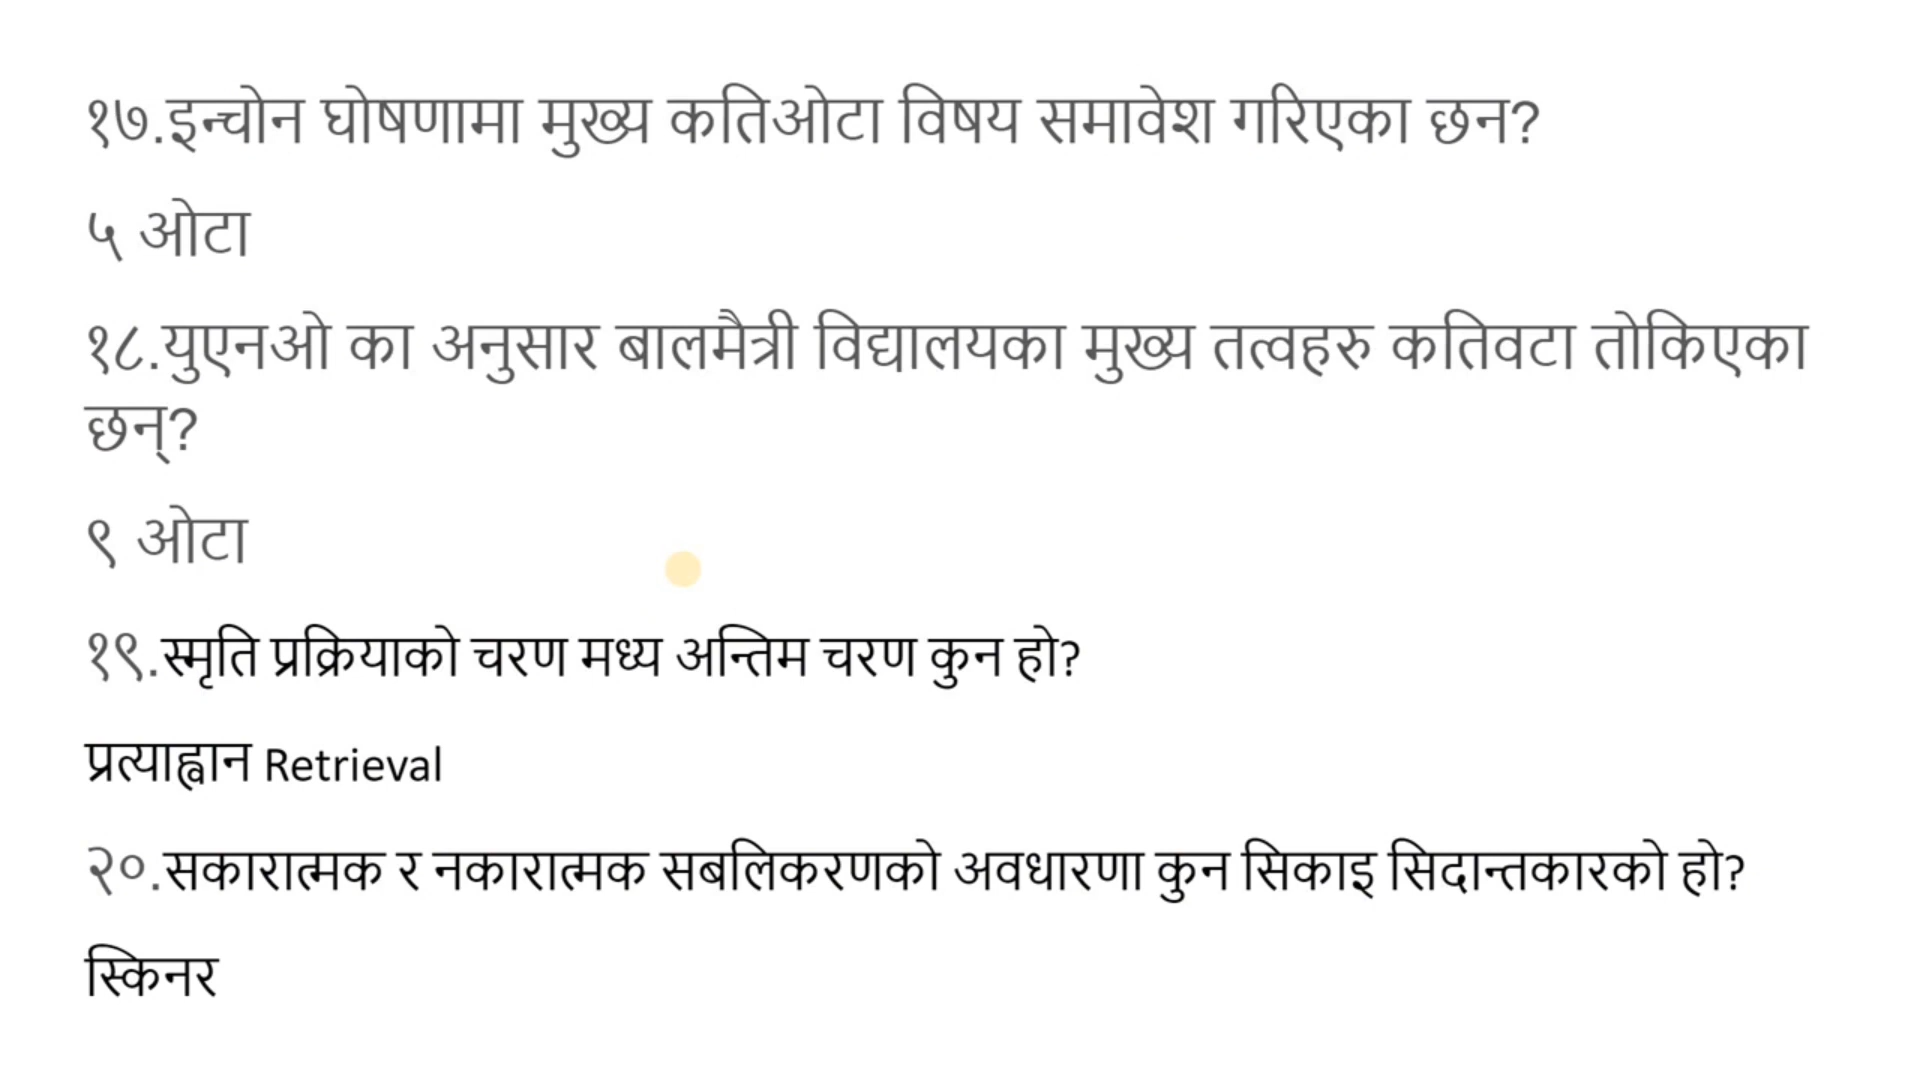 १७.इन्चोन घोषणामा मुख्य कतिओटा विषय समावेश गरिएका छन?
५ ओटा
१८.युएनओ का अनुसार बालमैत्री विद्यालयका मुख्य तत्वहरु कतिवटा तोकिएका
छन्?
९ ओटा
१९.स्मृति प्रक्रियाको चरण मध्य अन्तिम चरण कुन हो?
प्रत्याह्वान Retrieval
२०.सकारात्मक र नकारात्मक सबलिकरणको अवधारणा कुन सिकाइ सिदान्तकारको हो?
स्किनर